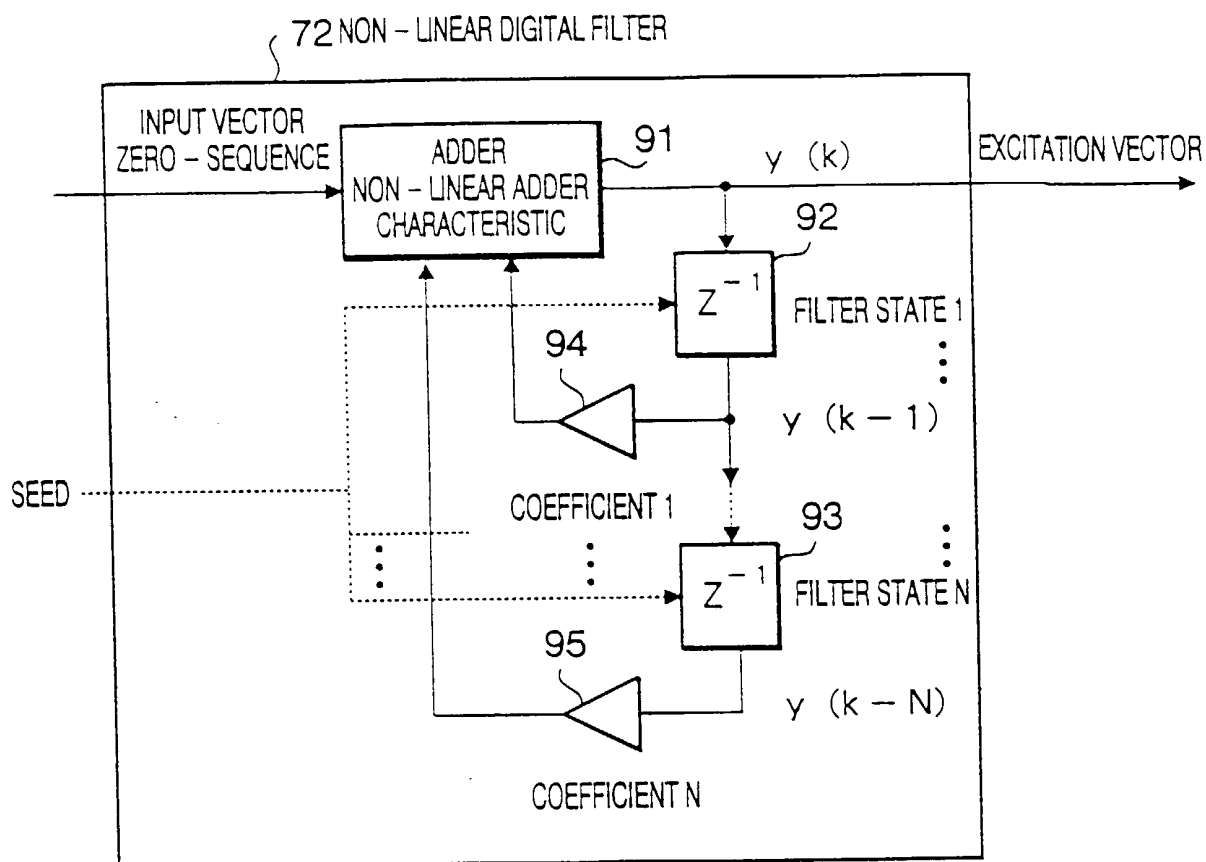 72 NON – LINEAR DIGITAL FILTER
INPUT VECTOR
ZERO – SEQUENCE
ADDER
NON – LINEAR ADDER
CHARACTERISTIC
91
y (k)
EXCITATION VECTOR
92
Z⁻¹
FILTER STATE 1
94
y (k – 1)
SEED
COEFFICIENT 1
93
Z⁻¹
FILTER STATE N
95
y (k – N)
COEFFICIENT N